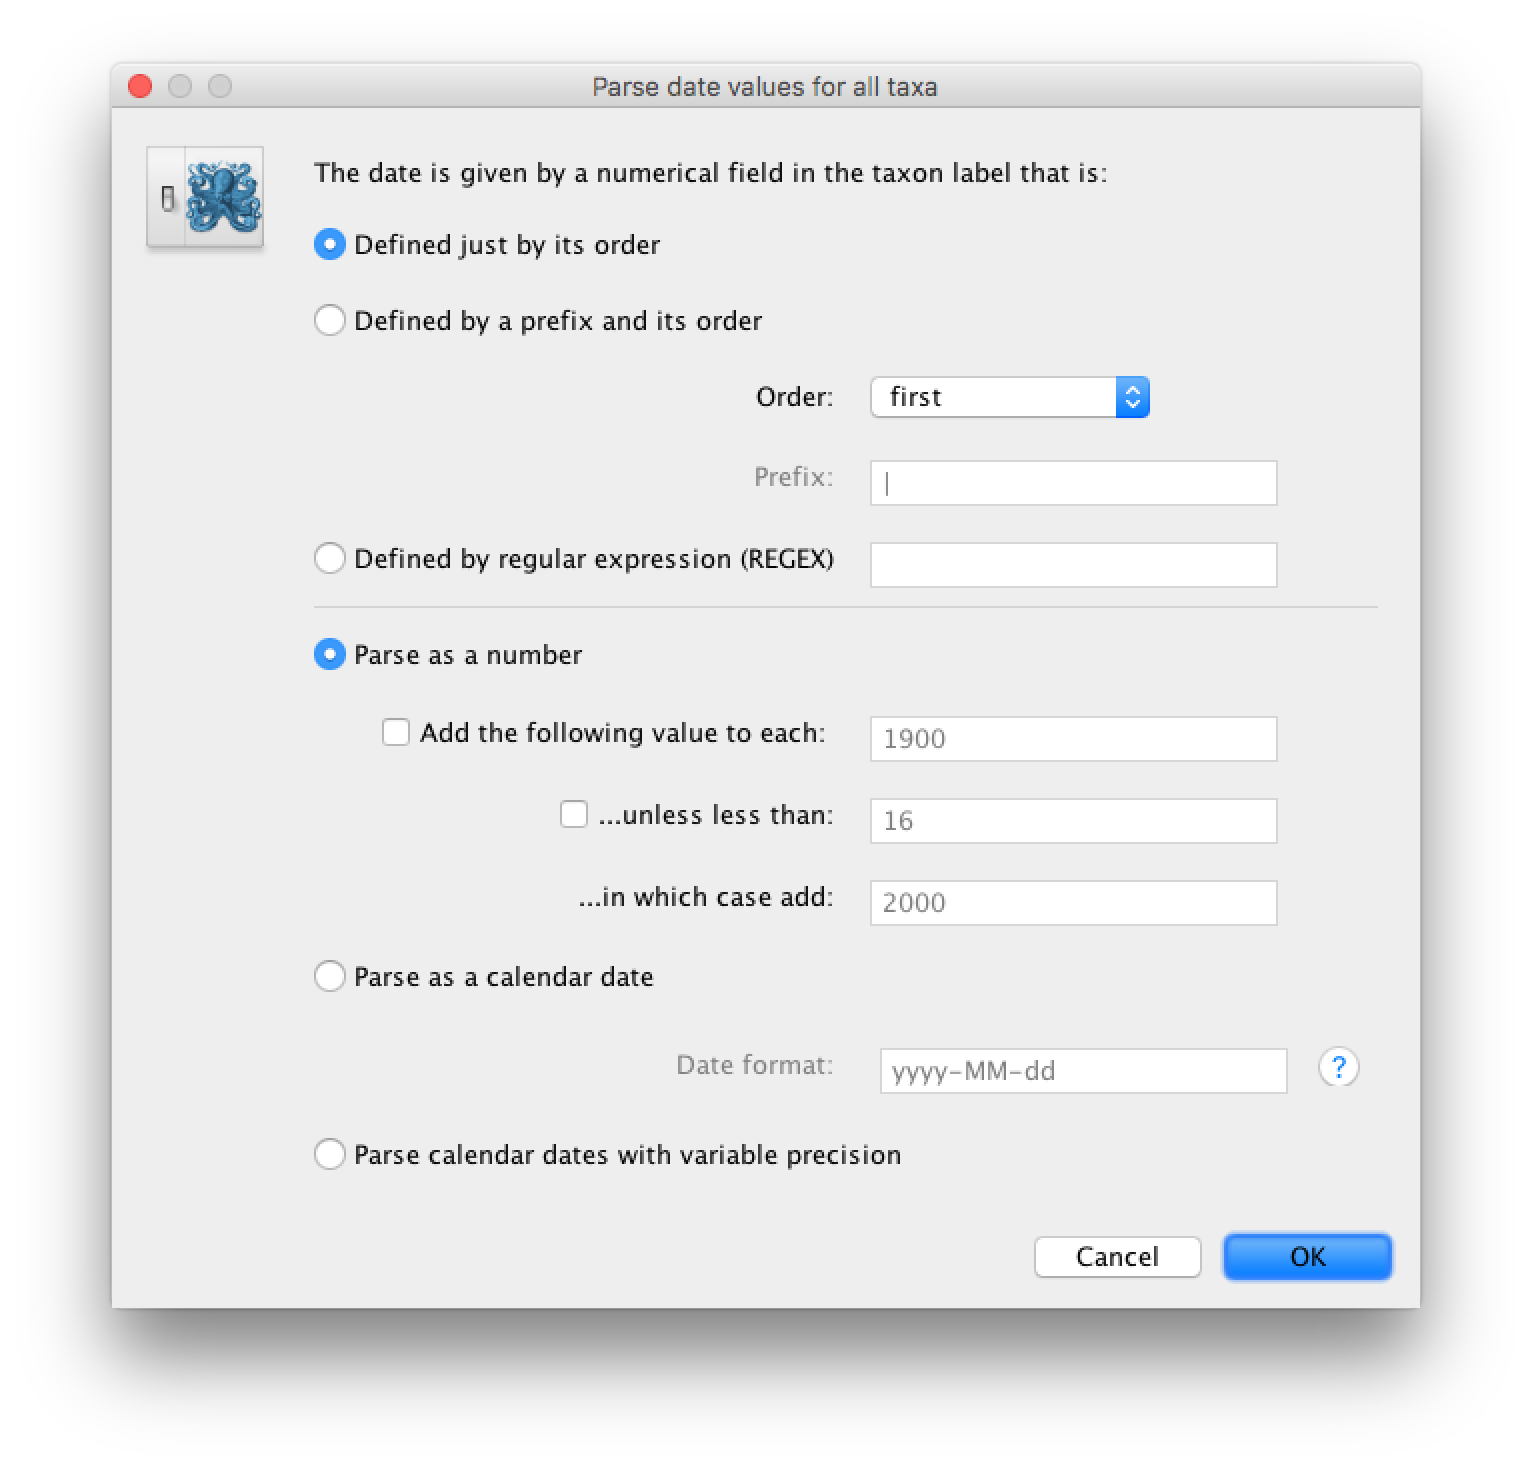 Parse date values for all taxa
The date is given by a numerical field in the taxon label that is:
Defined just by its order
Defined by a prefix and its order
Order: first
Prefix:
Defined by regular expression (REGEX)
Parse as a number
Add the following value to each: 1900
...unless less than: 16
...in which case add: 2000
Parse as a calendar date
Date format: yyyy-MM-dd ?
Parse calendar dates with variable precision
Cancel OK